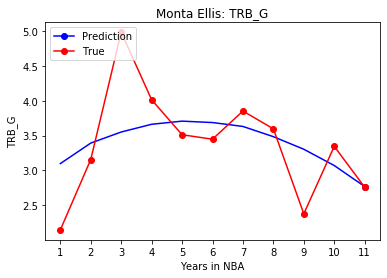 Monta Ellis: TRB_G
Prediction
True
TRB_G
5.0
4.5
4.0
3.5
3.0
2.5
1 2 3 4 5 6 7 8 9 10 11
Years in NBA